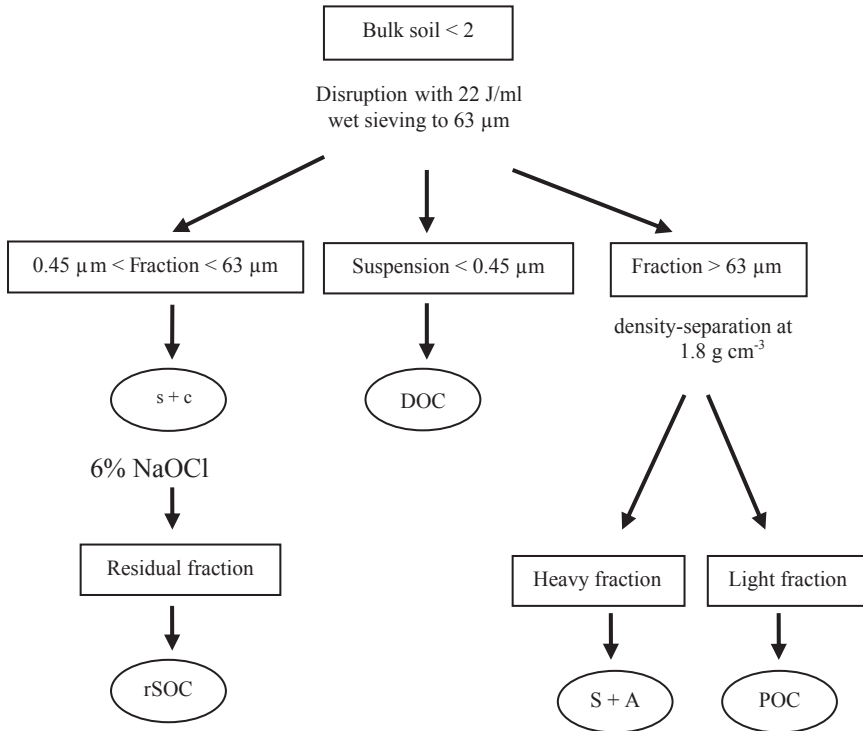 Bulk soil < 2
Disruption with 22 J/ml
wet sieving to 63 µm
0.45 µm < Fraction < 63 µm
Suspension < 0.45 µm
Fraction > 63 µm
density-separation at
1.8 g cm⁻³
s + c
DOC
6% NaOCl
Residual fraction
Heavy fraction
Light fraction
rSOC
S + A
POC